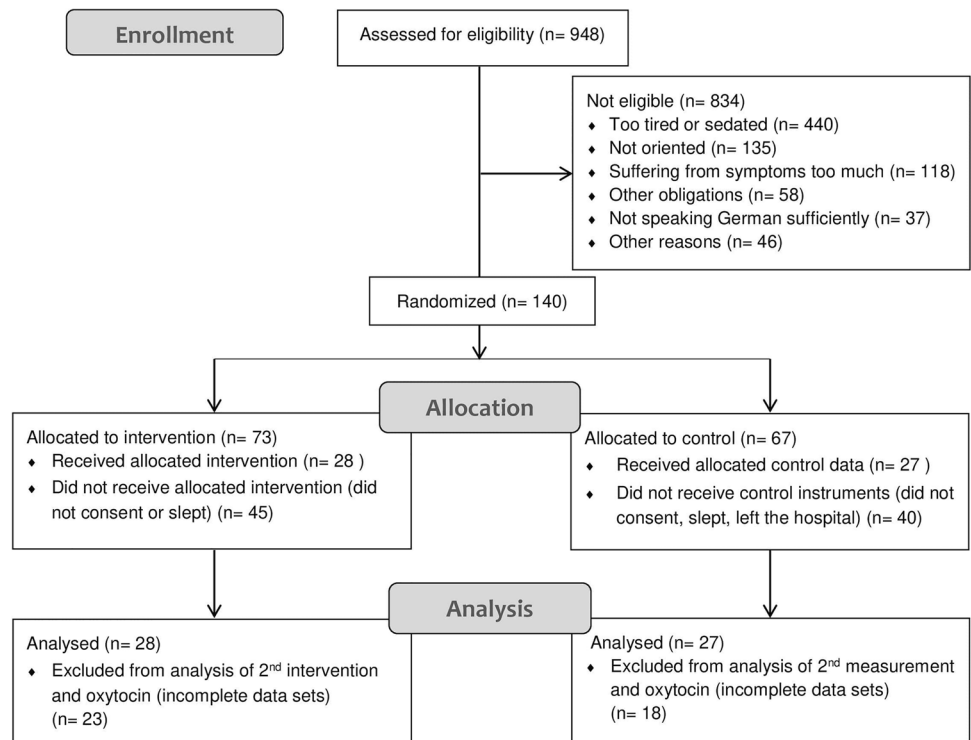 Enrollment
Assessed for eligibility (n= 948)
Not eligible (n= 834)
♦ Too tired or sedated (n= 440)
♦ Not oriented (n= 135)
♦ Suffering from symptoms too much (n= 118)
♦ Other obligations (n= 58)
♦ Not speaking German sufficiently (n= 37)
♦ Other reasons (n= 46)
Randomized (n= 140)
Allocation
Allocated to intervention (n= 73)
♦ Received allocated intervention (n= 28 )
♦ Did not receive allocated intervention (did
not consent or slept) (n= 45)
Allocated to control (n= 67)
♦ Received allocated control data (n= 27 )
♦ Did not receive control instruments (did not
consent, slept, left the hospital) (n= 40)
Analysis
Analysed (n= 28)
♦ Excluded from analysis of 2nd intervention
and oxytocin (incomplete data sets)
(n= 23)
Analysed (n= 27)
♦ Excluded from analysis of 2nd measurement
and oxytocin (incomplete data sets)
(n= 18)